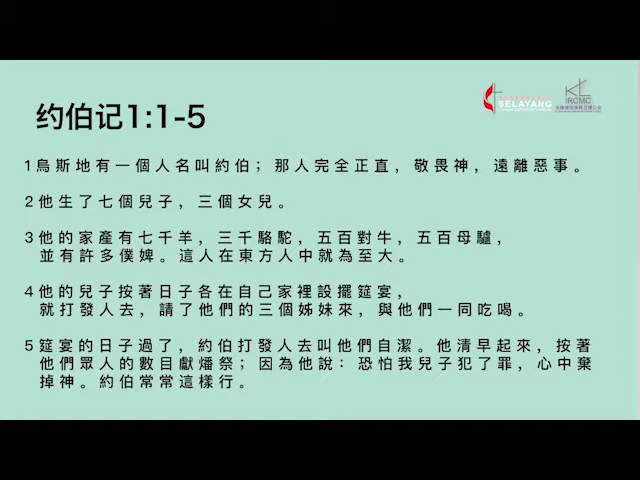 约伯记1:1-5
SELAYANG
KL
IRCMC
1烏斯地有一個人名叫約伯；那人完全正直，敬畏神，遠離惡事。
2他生了七個兒子，三個女兒。
3他的家產有七千羊，三千駱駝，五百對牛，五百母驢，
並有許多僕婢。這人在東方人中就為至大。
4他的兒子按著日子各在自己家裡設擺筵宴，
就打發人去，請了他們的三個姊妹來，與他們一同吃喝。
5筵宴的日子過了，約伯打發人去叫他們自潔。他清早起來，按著
他們眾人的數目獻燔祭；因為他說：恐怕我兒子犯了罪，心中棄
掉神。約伯常常這樣行。